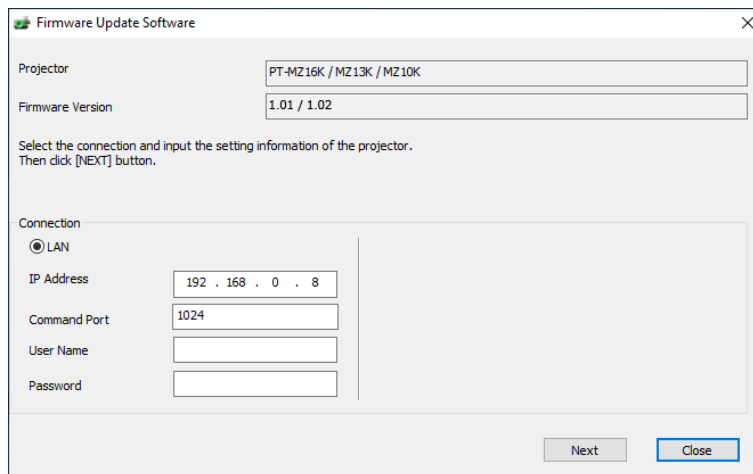 Firmware Update Software
Projector
PT-MZ16K / MZ13K / MZ10K
Firmware Version
1.01 / 1.02
Select the connection and input the setting information of the projector.
Then click [NEXT] button.
Connection
LAN
IP Address
192 . 168 . 0 . 8
Command Port
1024
User Name
Password
Next
Close